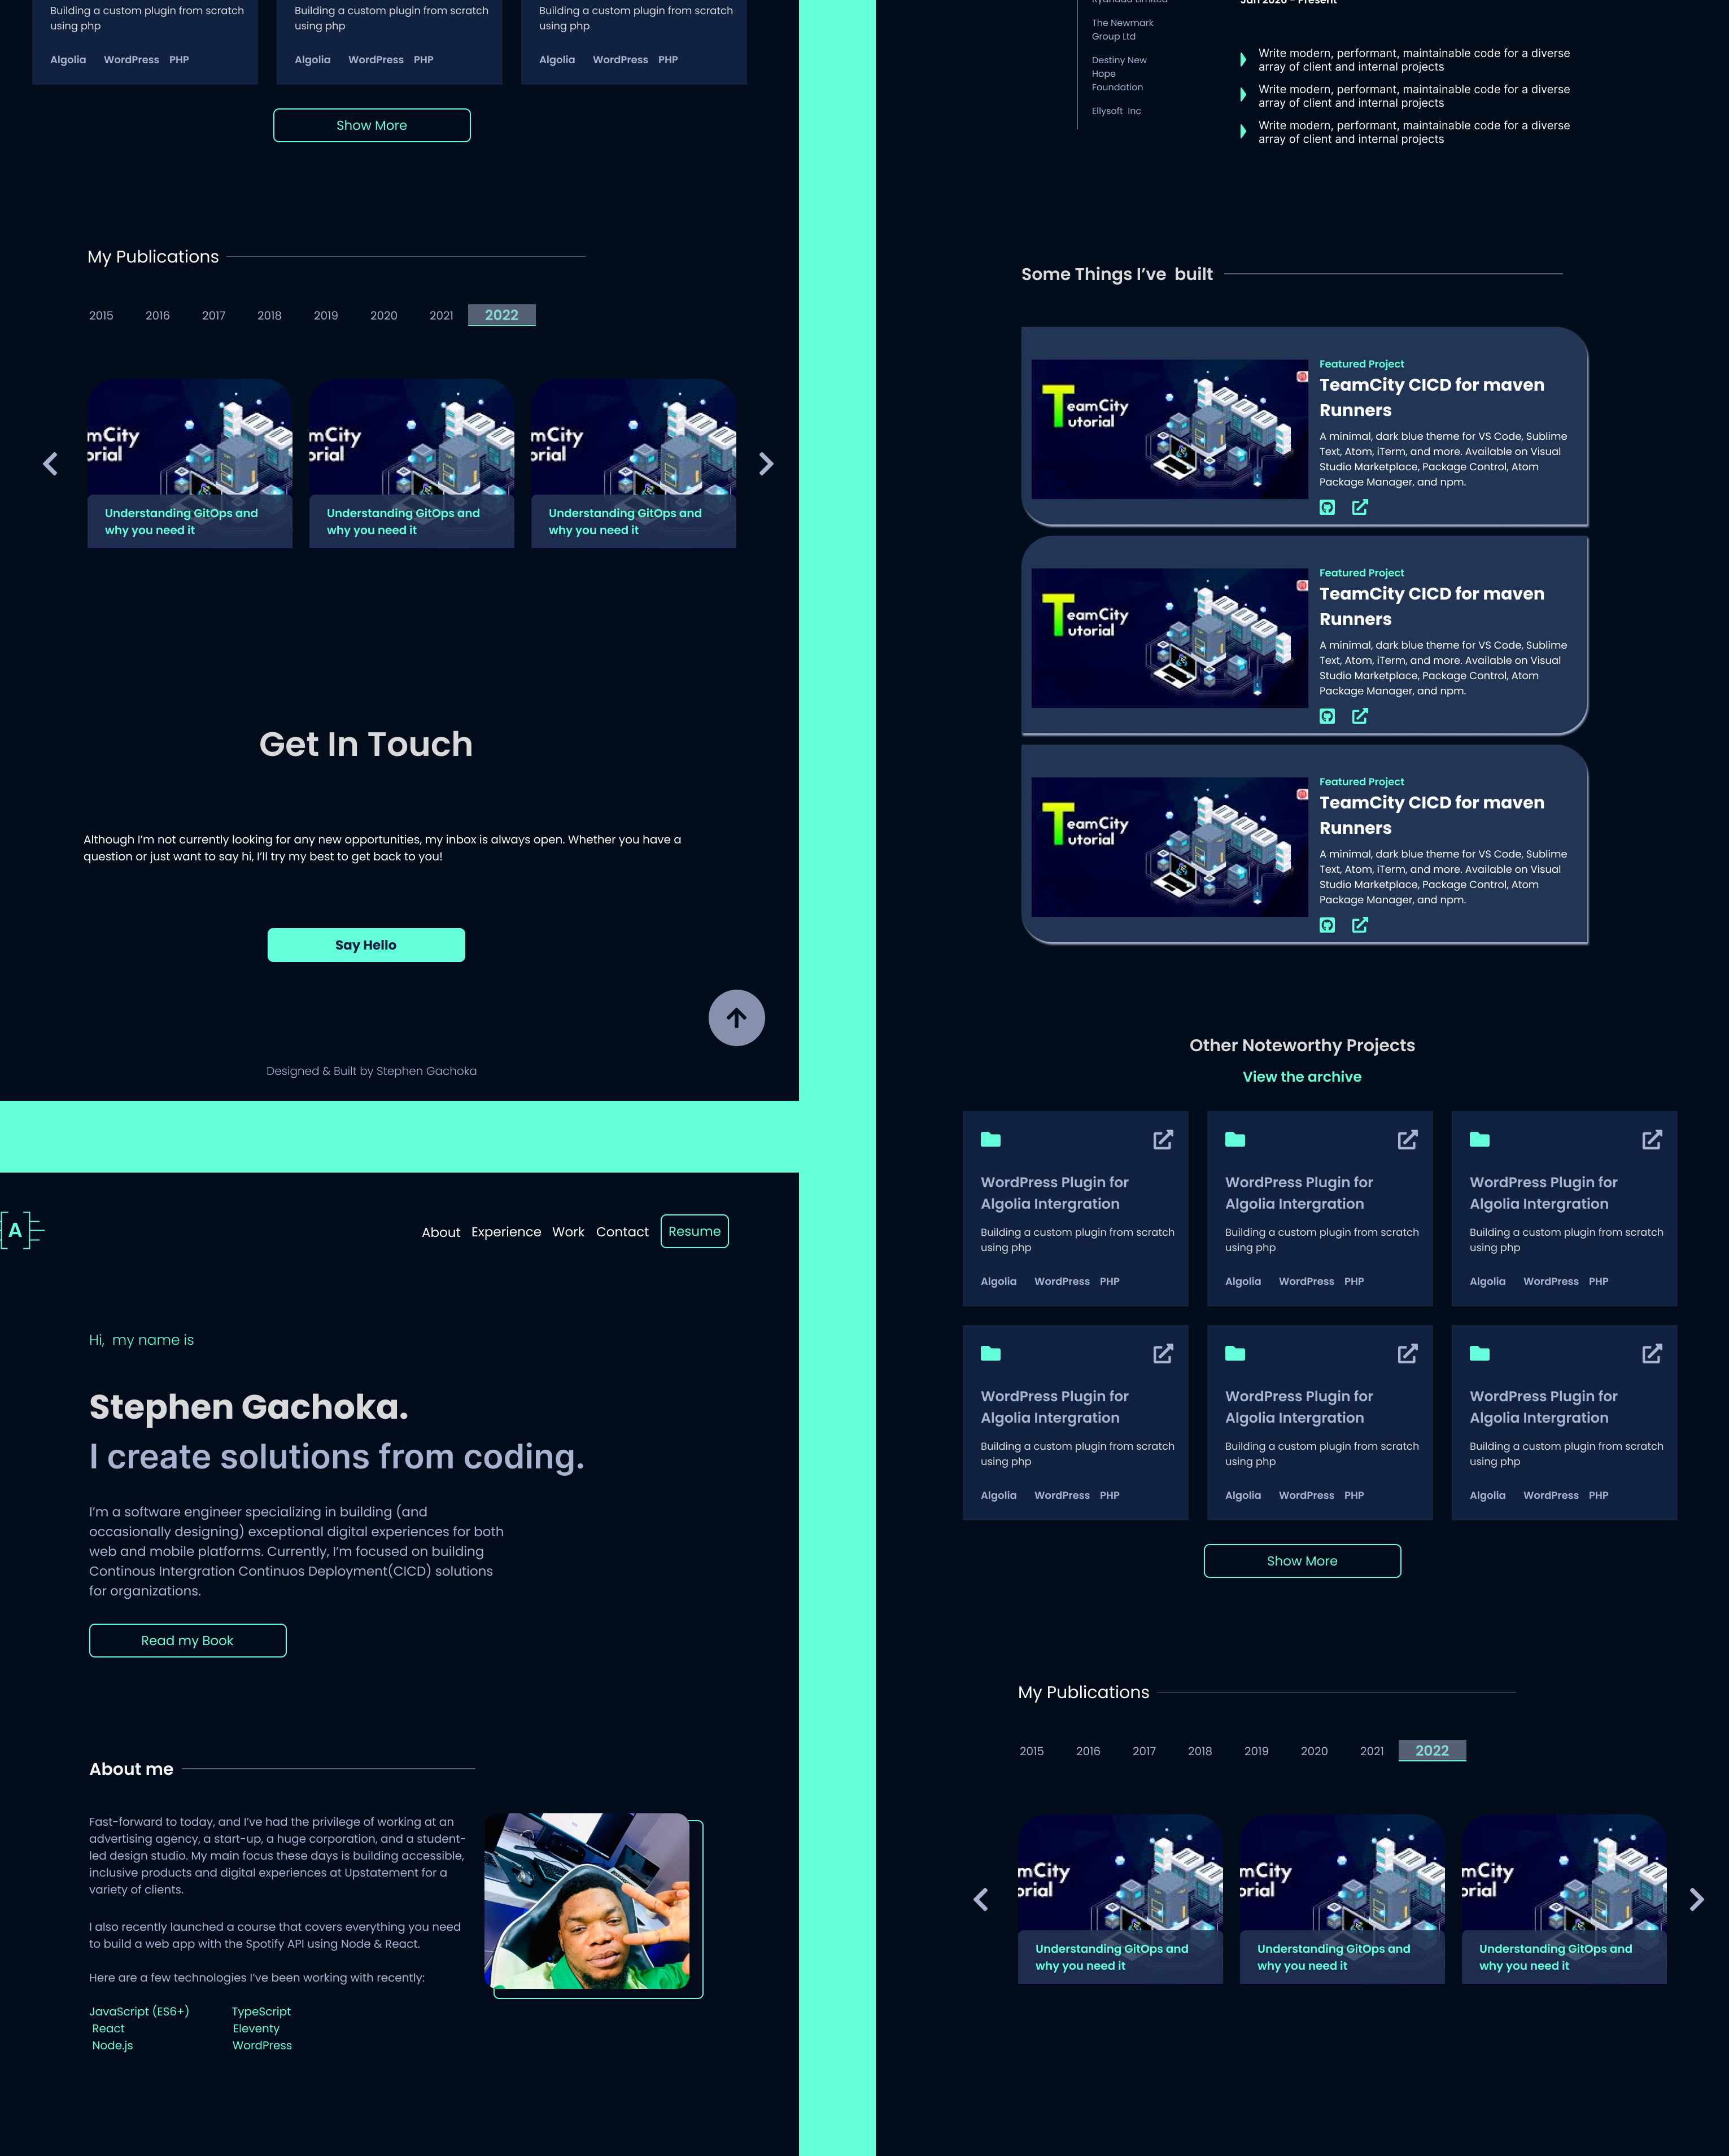 Building a custom plugin from scratch
using php
Algolia WordPress PHP
Building a custom plugin from scratch
using php
Algolia WordPress PHP
Building a custom plugin from scratch
using php
Algolia WordPress PHP
Show More
My Publications
2015 2016 2017 2018 2019 2020 2021 2022
mCity
orial
Understanding GitOps and
why you need it
mCity
orial
Understanding GitOps and
why you need it
mCity
orial
Understanding GitOps and
why you need it
Get In Touch
Although I'm not currently looking for any new opportunities, my inbox is always open. Whether you have a
question or just want to say hi, I'll try my best to get back to you!
Say Hello
Designed & Built by Stephen Gachoka
A
About Experience Work Contact Resume
Hi, my name is
Stephen Gachoka.
I create solutions from coding.
I'm a software engineer specializing in building (and
occasionally designing) exceptional digital experiences for both
web and mobile platforms. Currently, I'm focused on building
Continous Intergration Continuos Deployment(CICD) solutions
for organizations.
Read my Book
About me
Fast-forward to today, and I've had the privilege of working at an
advertising agency, a start-up, a huge corporation, and a student-
led design studio. My main focus these days is building accessible,
inclusive products and digital experiences at Upstatement for a
variety of clients.
I also recently launched a course that covers everything you need
to build a web app with the Spotify API using Node & React.
Here are a few technologies I've been working with recently:
JavaScript (ES6+) TypeScript
React Eleventy
Node.js WordPress
The Newmark
Group Ltd
Destiny New
Hope
Foundation
Ellysoft Inc
Jan 2020 - Present
Write modern, performant, maintainable code for a diverse
array of client and internal projects
Write modern, performant, maintainable code for a diverse
array of client and internal projects
Write modern, performant, maintainable code for a diverse
array of client and internal projects
Some Things I've built
TeamCity
Tutorial
Featured Project
TeamCity CICD for maven
Runners
A minimal, dark blue theme for VS Code, Sublime
Text, Atom, iTerm, and more. Available on Visual
Studio Marketplace, Package Control, Atom
Package Manager, and npm.
TeamCity
Tutorial
Featured Project
TeamCity CICD for maven
Runners
A minimal, dark blue theme for VS Code, Sublime
Text, Atom, iTerm, and more. Available on Visual
Studio Marketplace, Package Control, Atom
Package Manager, and npm.
TeamCity
Tutorial
Featured Project
TeamCity CICD for maven
Runners
A minimal, dark blue theme for VS Code, Sublime
Text, Atom, iTerm, and more. Available on Visual
Studio Marketplace, Package Control, Atom
Package Manager, and npm.
Other Noteworthy Projects
View the archive
WordPress Plugin for
Algolia Intergration
Building a custom plugin from scratch
using php
Algolia WordPress PHP
WordPress Plugin for
Algolia Intergration
Building a custom plugin from scratch
using php
Algolia WordPress PHP
WordPress Plugin for
Algolia Intergration
Building a custom plugin from scratch
using php
Algolia WordPress PHP
WordPress Plugin for
Algolia Intergration
Building a custom plugin from scratch
using php
Algolia WordPress PHP
WordPress Plugin for
Algolia Intergration
Building a custom plugin from scratch
using php
Algolia WordPress PHP
WordPress Plugin for
Algolia Intergration
Building a custom plugin from scratch
using php
Algolia WordPress PHP
Show More
My Publications
2015 2016 2017 2018 2019 2020 2021 2022
mCity
orial
Understanding GitOps and
why you need it
mCity
orial
Understanding GitOps and
why you need it
mCity
orial
Understanding GitOps and
why you need it